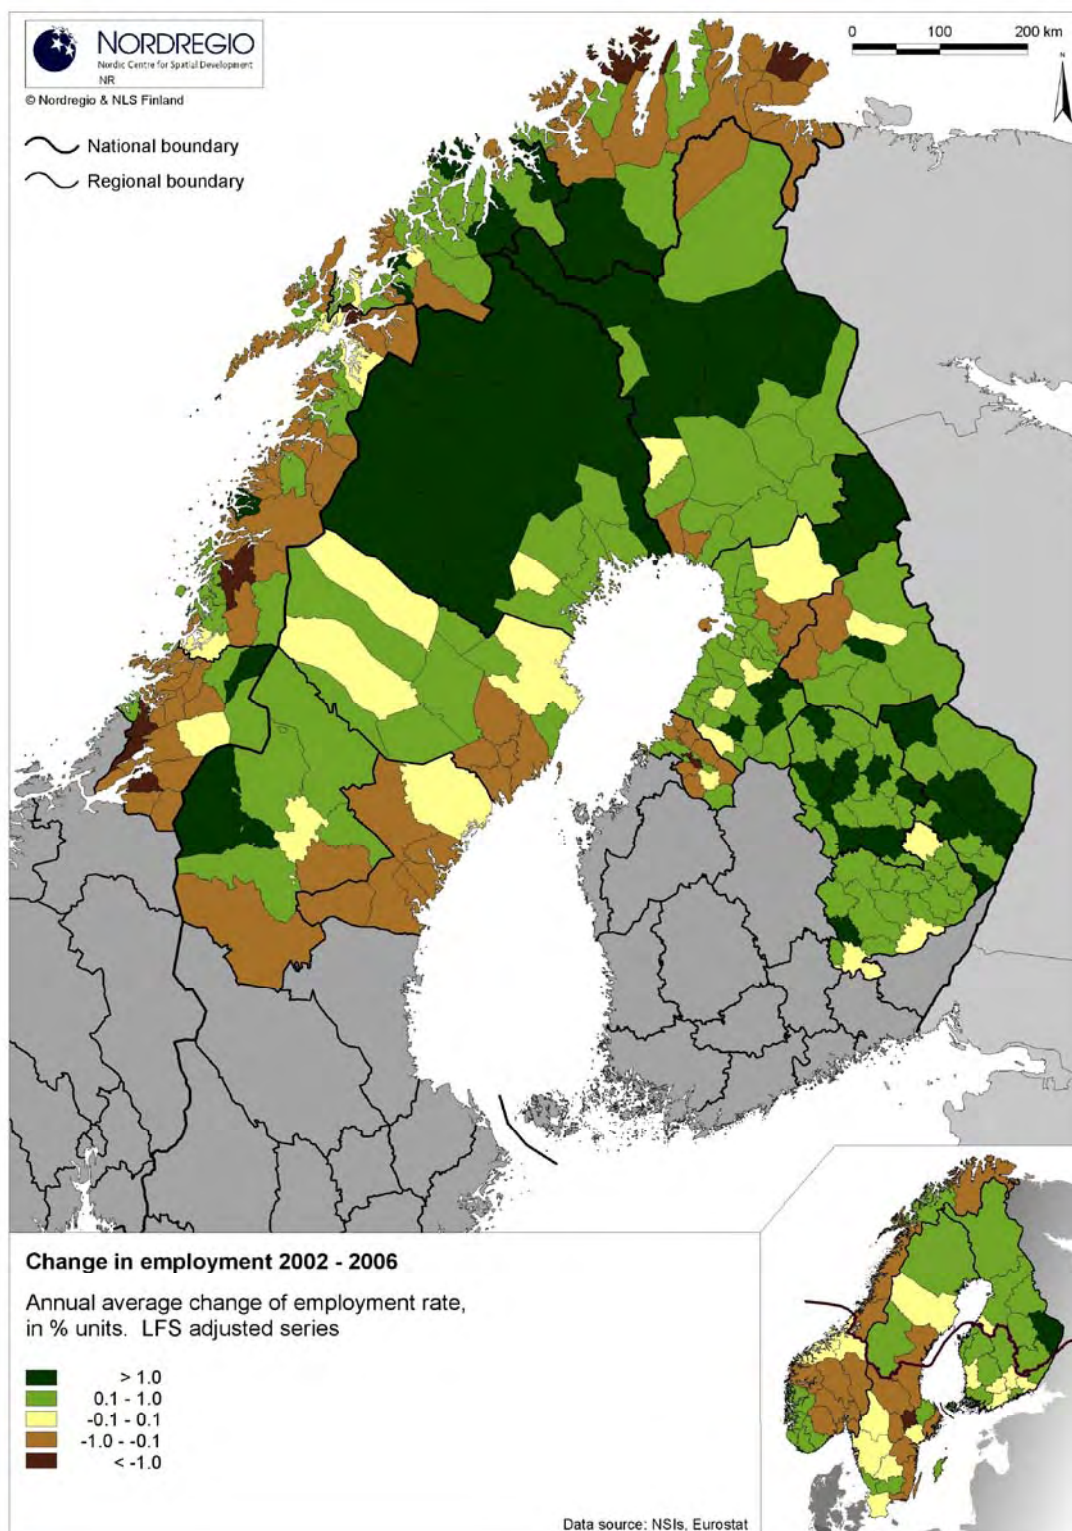 NORDREGIO
Nordic Centre for Spatial Development
NR
© Nordregio & NLS Finland
National boundary
Regional boundary
0 100 200 km
N
Change in employment 2002 - 2006
Annual average change of employment rate,
in % units. LFS adjusted series
> 1.0
0.1 - 1.0
-0.1 - 0.1
-1.0 - -0.1
< -1.0
Data source: NSIs, Eurostat